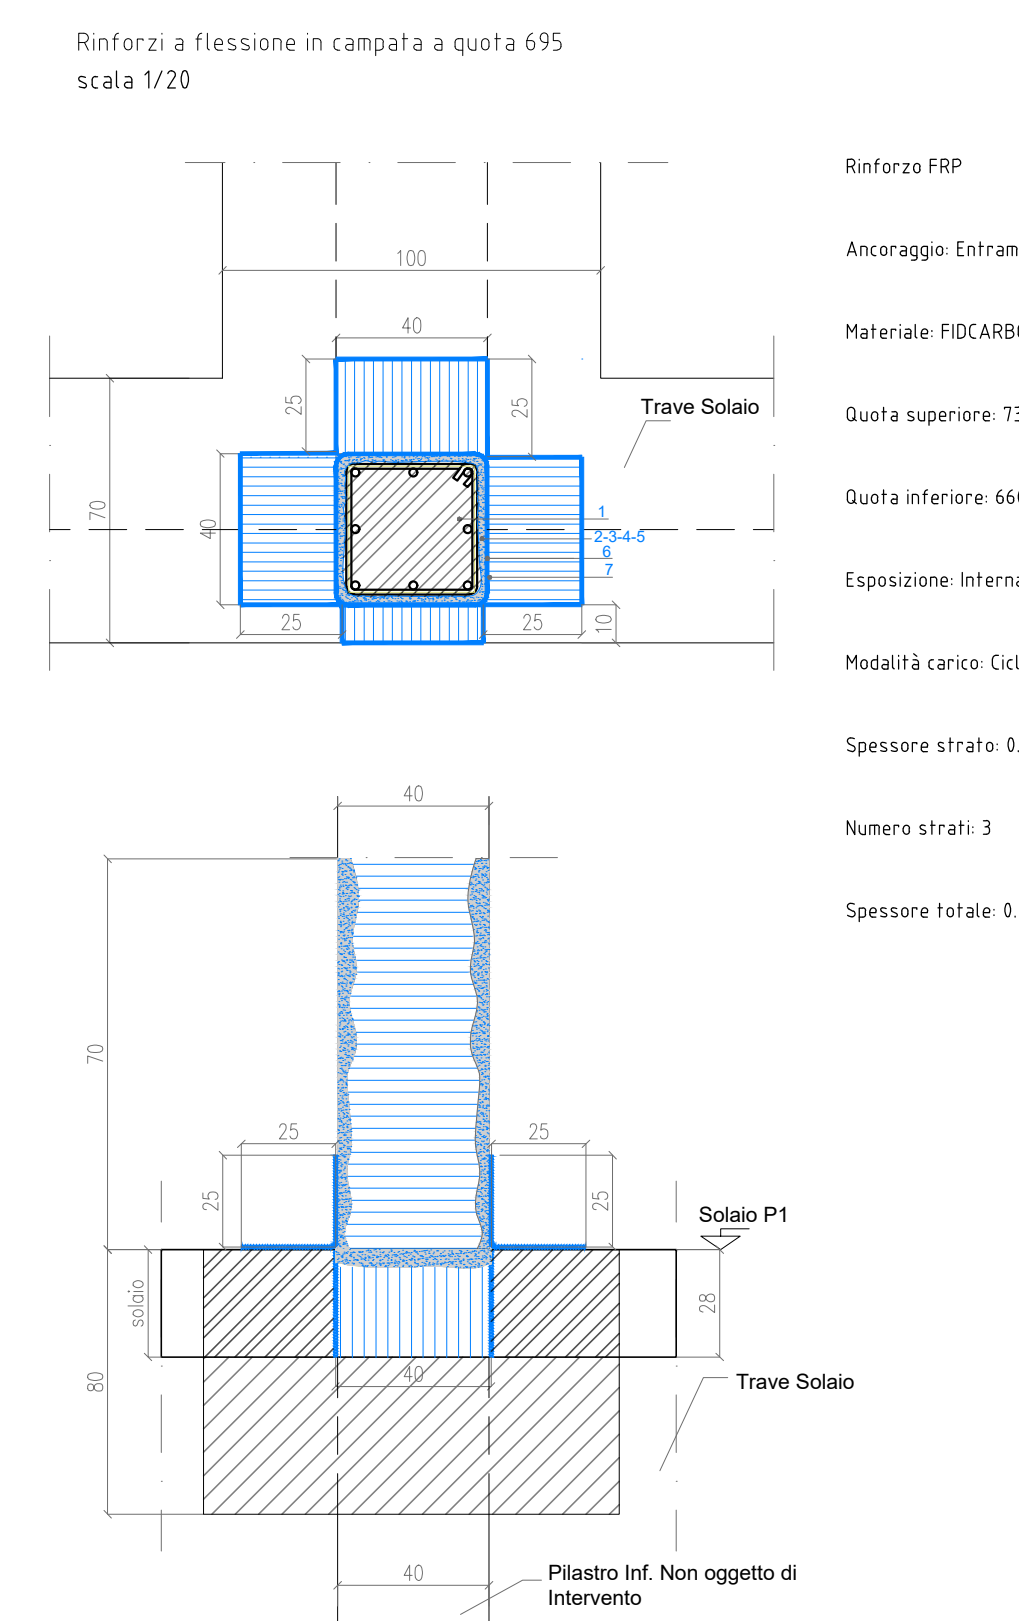 Rinforzi a flessione in campata a quota 695
scala 1/20
Rinforzo FRP
100
Ancoraggio: Entram
40
Materiale: FIDCARB
25
25
Trave Solaio
Quota superiore: 73
70
40
1
Quota inferiore: 66
2-3-4-5
6
7
Esposizione: Interna
25
25
10
Modalità carico: Cicl
Spessore strato: 0.
40
Numero strati: 3
Spessore totale: 0.
70
25
25
25
25
Solaio P1
solaio
28
40
80
Trave Solaio
40
Pilastro Inf. Non oggetto di
Intervento